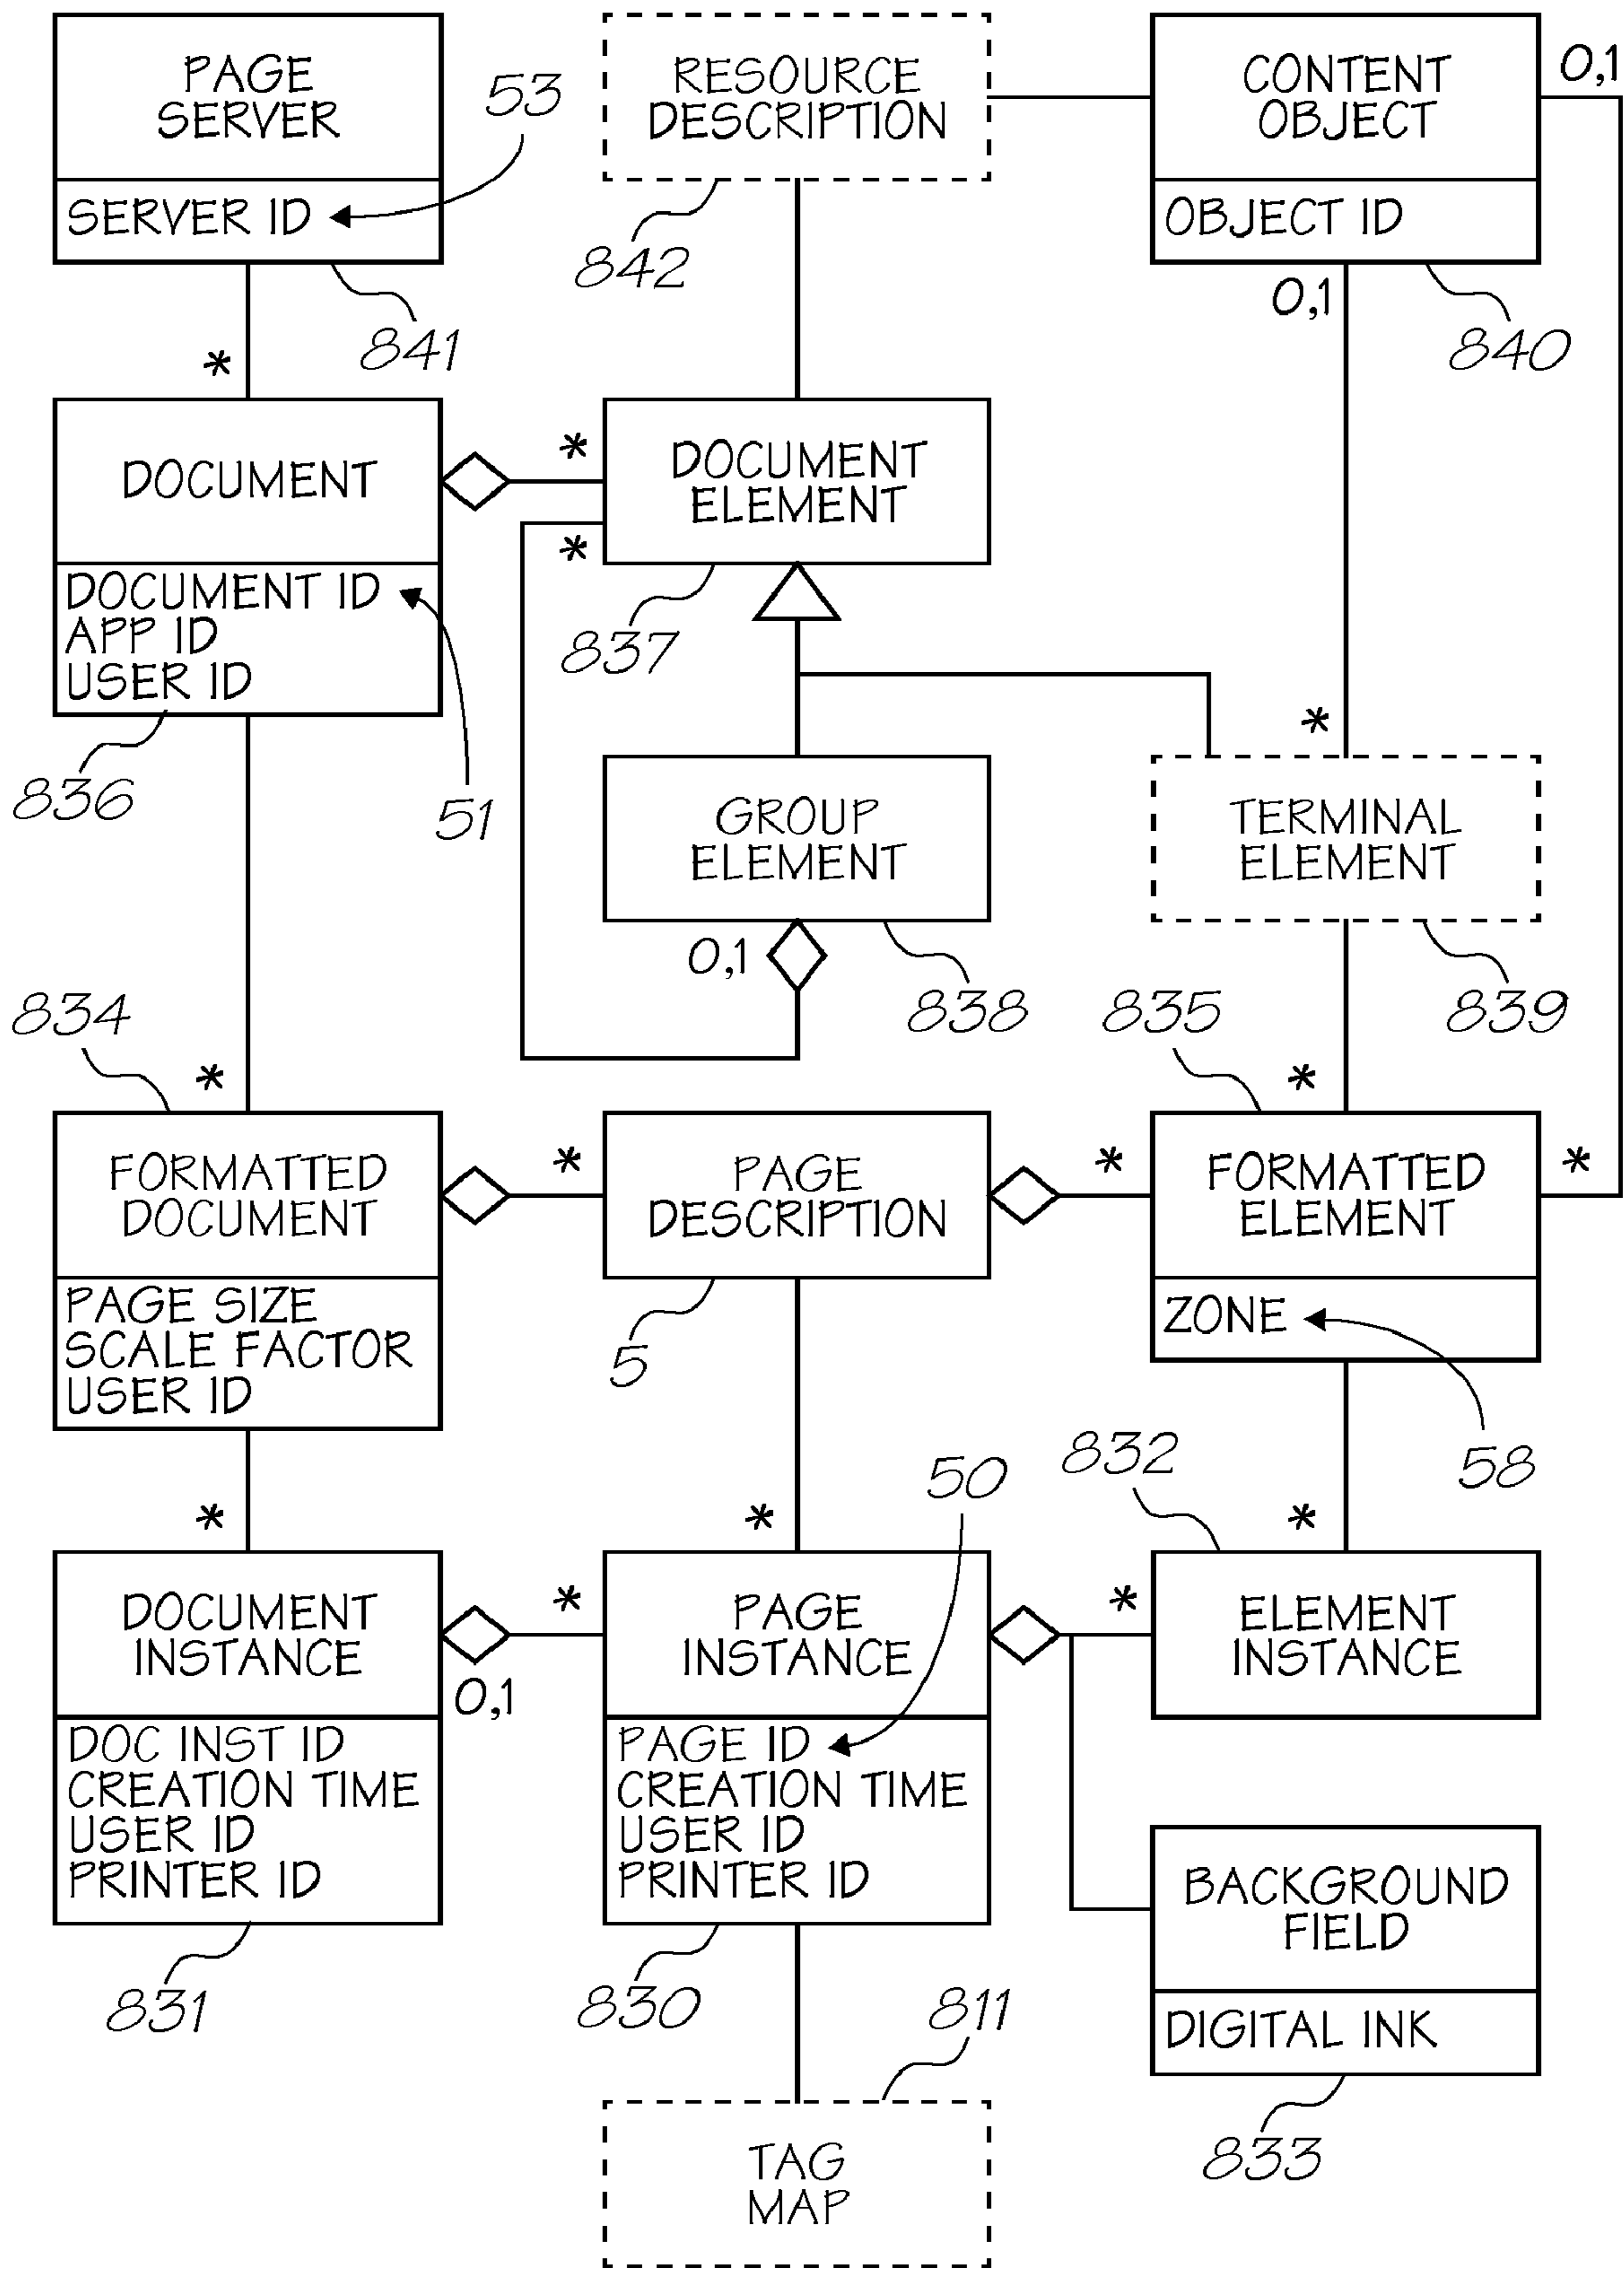 PAGE
SERVER
53
SERVER ID
841
RESOURCE
DESCRIPTION
842
CONTENT
OBJECT
0,1
OBJECT ID
0,1
840
*
DOCUMENT
*
DOCUMENT ID
APP ID
USER ID
836
51
DOCUMENT
ELEMENT
*
837
GROUP
ELEMENT
0,1
838
*
TERMINAL
ELEMENT
839
834
*
FORMATTED
DOCUMENT
*
PAGE SIZE
SCALE FACTOR
USER ID
PAGE
DESCRIPTION
*
5
835
*
FORMATTED
ELEMENT
*
ZONE
58
*
DOCUMENT
INSTANCE
*
0,1
DOC INST ID
CREATION TIME
USER ID
PRINTER ID
831
*
50
PAGE
INSTANCE
*
PAGE ID
CREATION TIME
USER ID
PRINTER ID
830
832
*
ELEMENT
INSTANCE
BACKGROUND
FIELD
DIGITAL INK
833
811
TAG
MAP